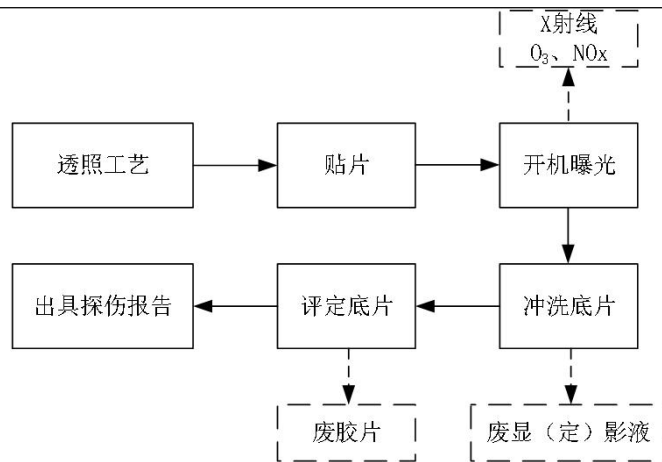 X射线
O₃、NOx
透照工艺
贴片
开机曝光
出具探伤报告
评定底片
冲洗底片
废胶片
废显（定）影液